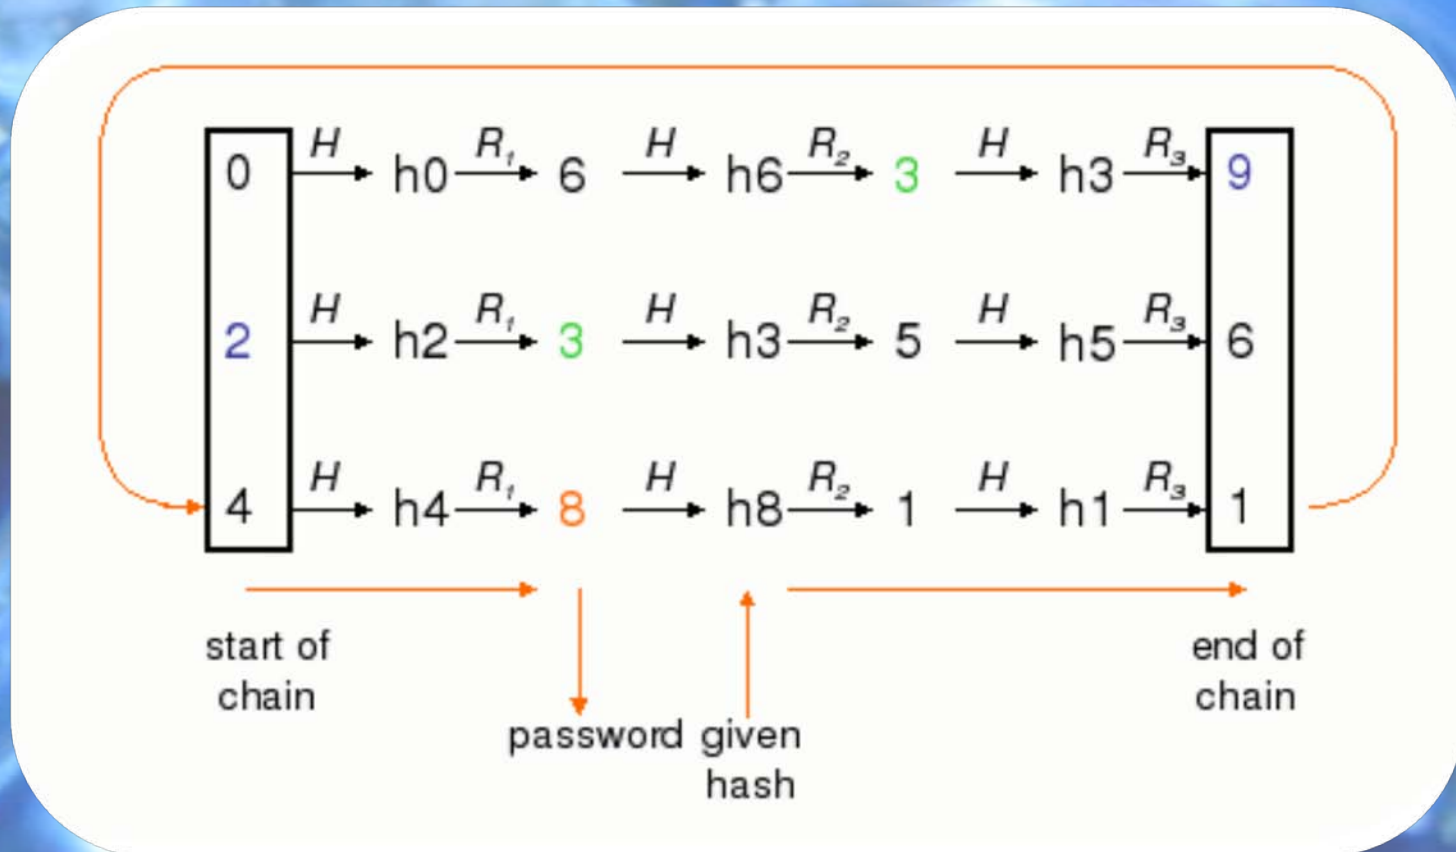 0 H h0 R₁ 6 H h6 R₂ 3 H h3 R₃ 9
2 H h2 R₁ 3 H h3 R₂ 5 H h5 R₃ 6
4 H h4 R₁ 8 H h8 R₂ 1 H h1 R₃ 1
start of
chain
password
given
hash
end of
chain